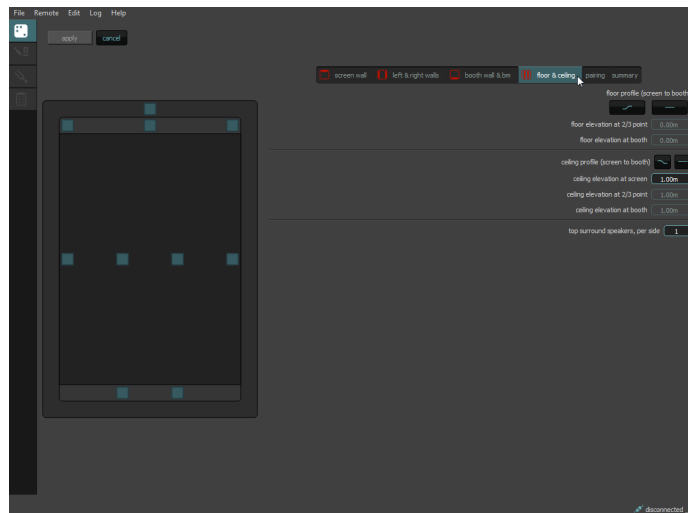 File Remote Edit Log Help
apply cancel
screen wall left & right walls booth wall & bm floor & ceiling pairing summary
floor profile (screen to booth
floor elevation at 2/3 point 0.00m
floor elevation at booth 0.00m
ceiling profile (screen to booth)
ceiling elevation at screen 1.00m
ceiling elevation at 2/3 point 1.00m
ceiling elevation at booth 1.00m
top surround speakers, per side 1
disconnected